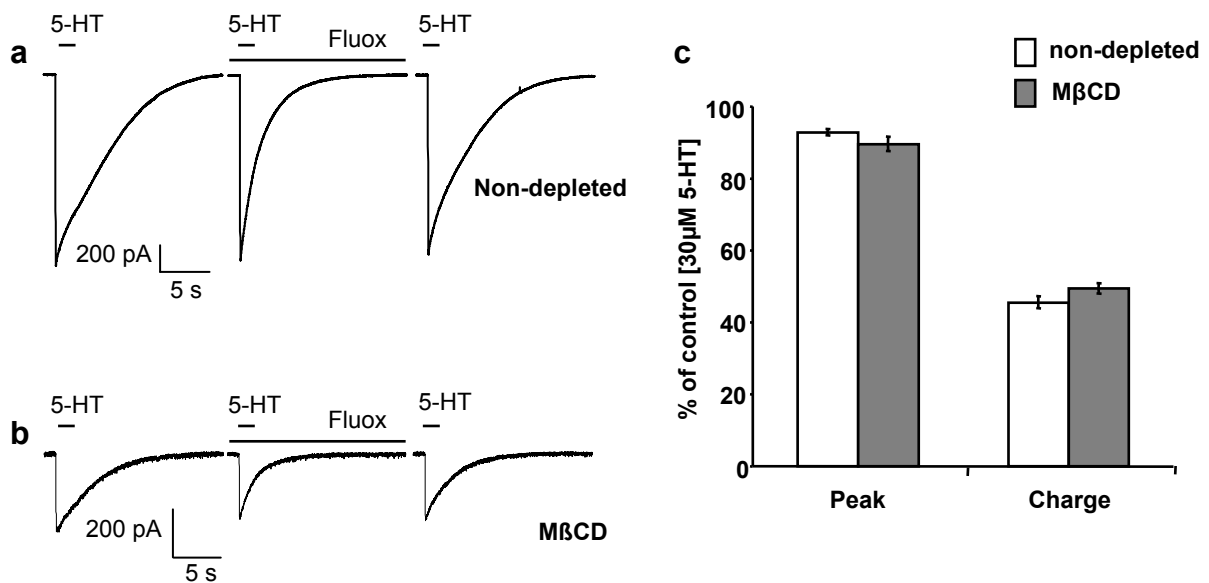 a
5-HT
5-HT
Fluox
5-HT
Non-depleted
200 pA
5 s
b
5-HT
5-HT
Fluox
5-HT
MßCD
200 pA
5 s
c
non-depleted
MβCD
% of control [30µM 5-HT]
100
80
60
40
20
0
Peak
Charge